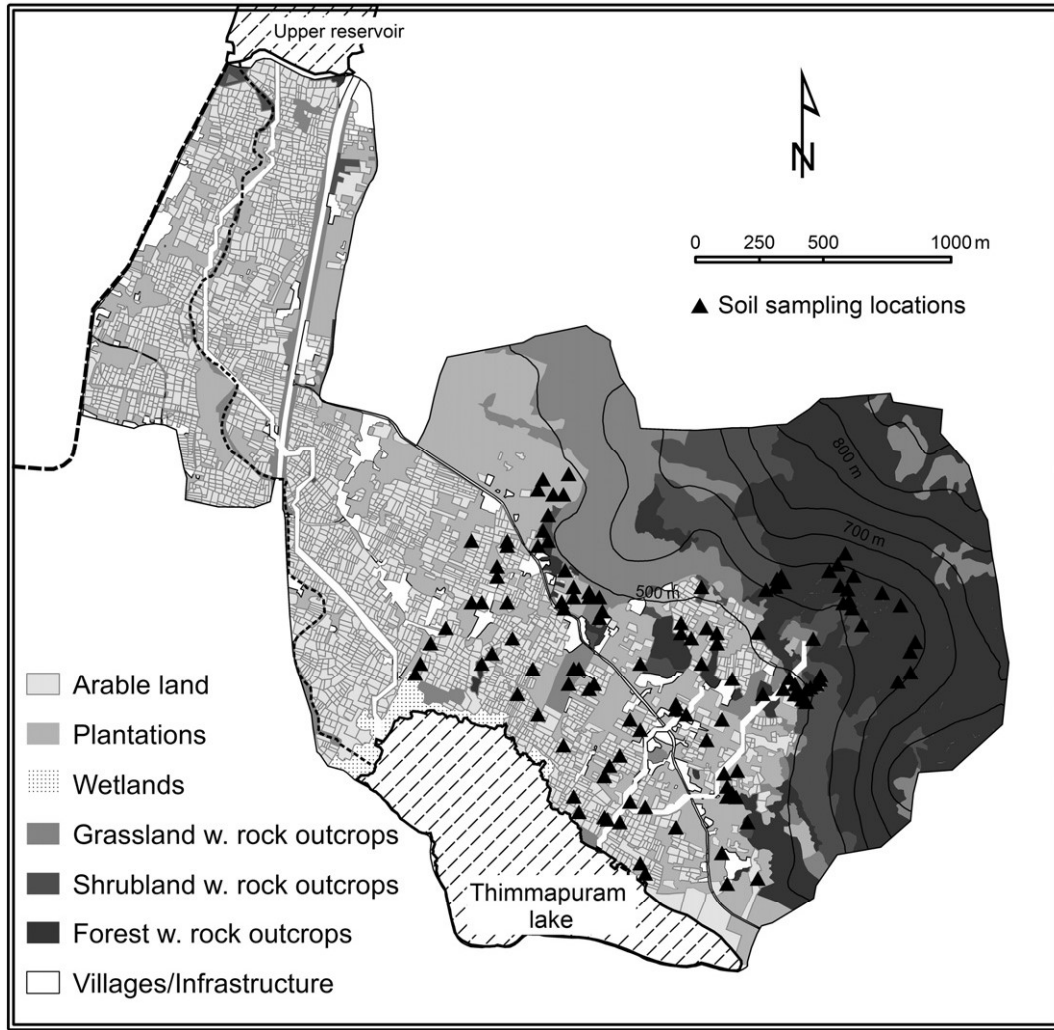 Upper reservoir
N
0 250 500 1000 m
Soil sampling locations
800 m
700 m
500 m
Arable land
Plantations
Wetlands
Grassland w. rock outcrops
Shrubland w. rock outcrops
Forest w. rock outcrops
Villages/Infrastructure
Thimmapuram
lake